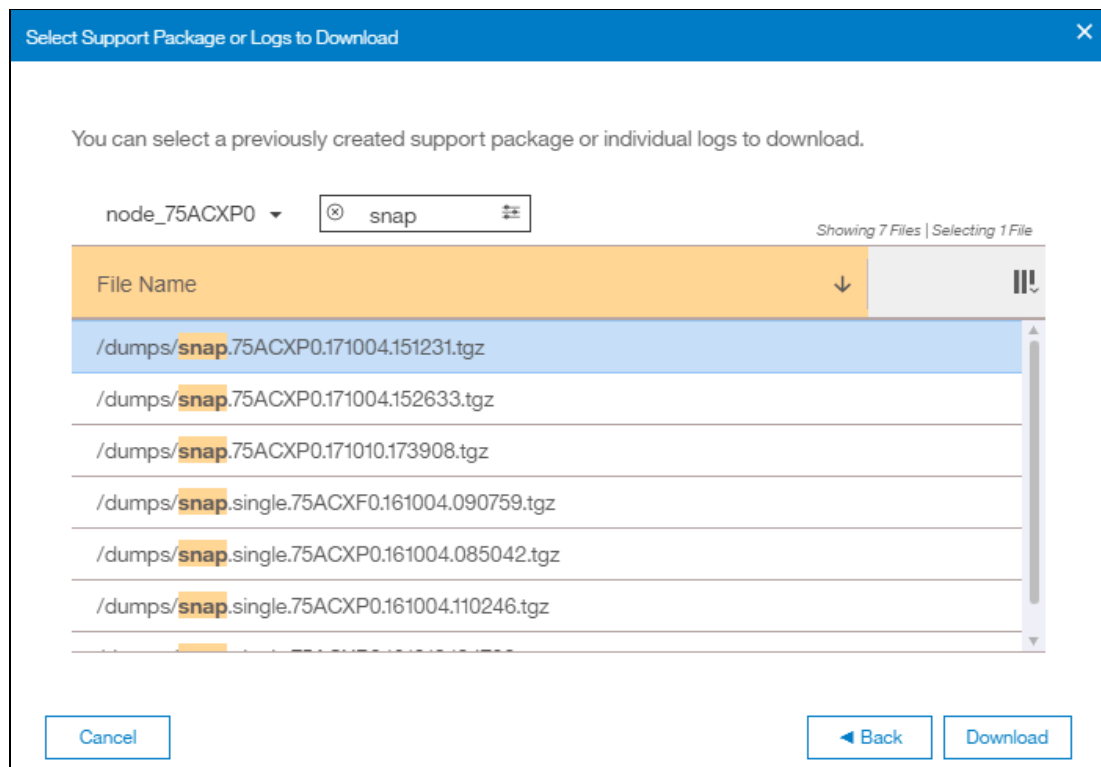 Select Support Package or Logs to Download
You can select a previously created support package or individual logs to download.
node_75ACXP0 snap
Showing 7 Files | Selecting 1 File
File Name
/dumps/snap.75ACXP0.171004.151231.tgz
/dumps/snap.75ACXP0.171004.152633.tgz
/dumps/snap.75ACXP0.171010.173908.tgz
/dumps/snap.single.75ACXF0.161004.090759.tgz
/dumps/snap.single.75ACXP0.161004.085042.tgz
/dumps/snap.single.75ACXP0.161004.110246.tgz
Cancel Back Download